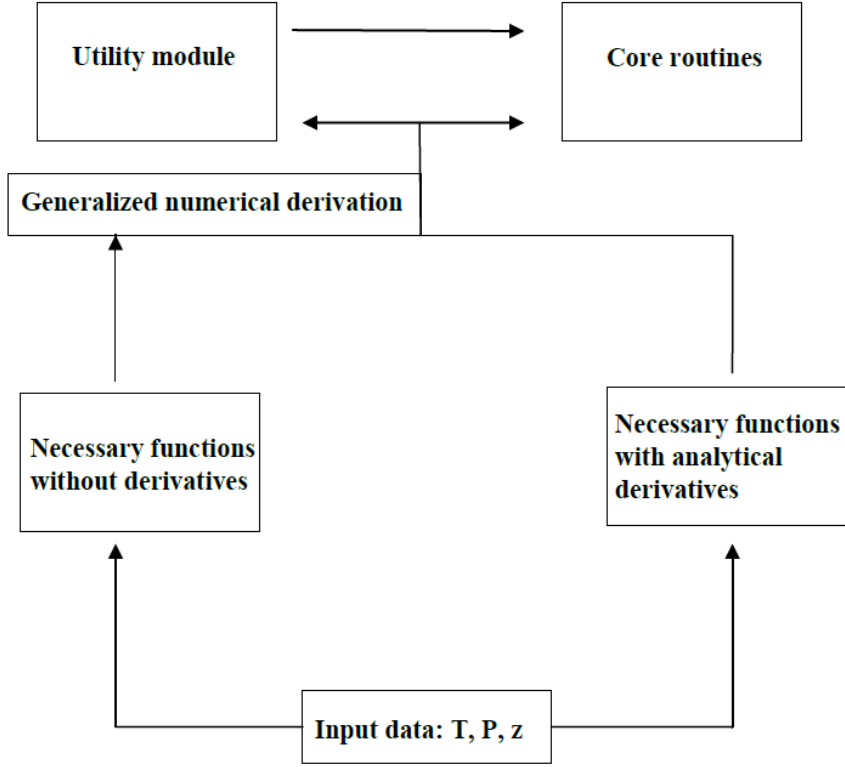 Utility module
Core routines
Generalized numerical derivation
Necessary functions
without derivatives
Necessary functions
with analytical
derivatives
Input data: T, P, z